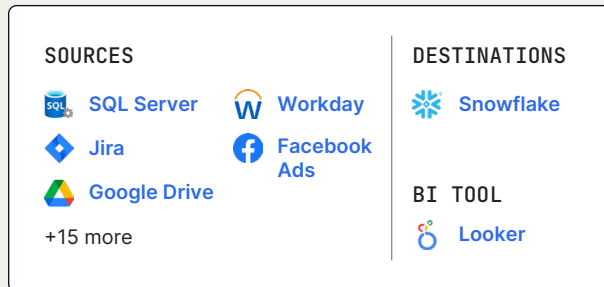 SOURCES
SQL Server
Workday
Jira
Facebook
Ads
Google Drive
+15 more
DESTINATIONS
Snowflake
BI TOOL
Looker